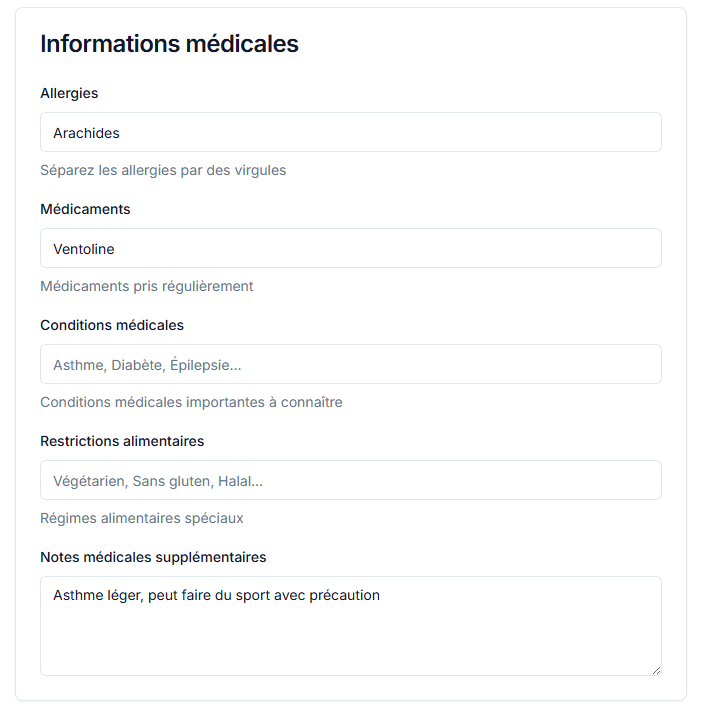 Informations médicales
Allergies
Arachides
Séparez les allergies par des virgules
Médicaments
Ventoline
Médicaments pris régulièrement
Conditions médicales
Asthme, Diabète, Épilepsie...
Conditions médicales importantes à connaître
Restrictions alimentaires
Végétarien, Sans gluten, Halal...
Régimes alimentaires spéciaux
Notes médicales supplémentaires
Asthme léger, peut faire du sport avec précaution